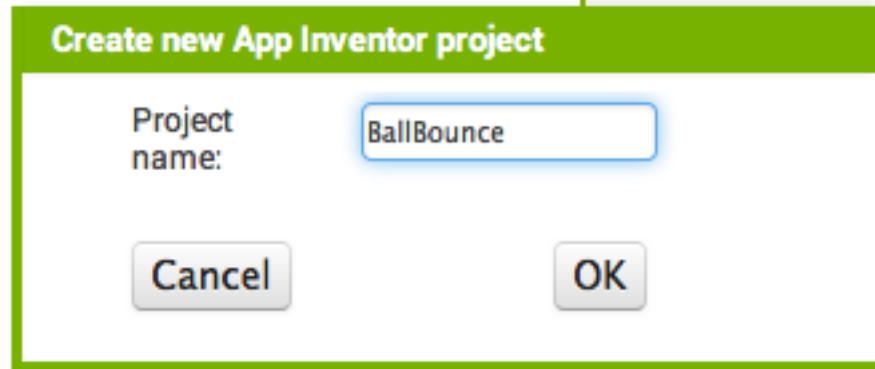 Create new App Inventor project
Project
name:
BallBounce
Cancel
OK